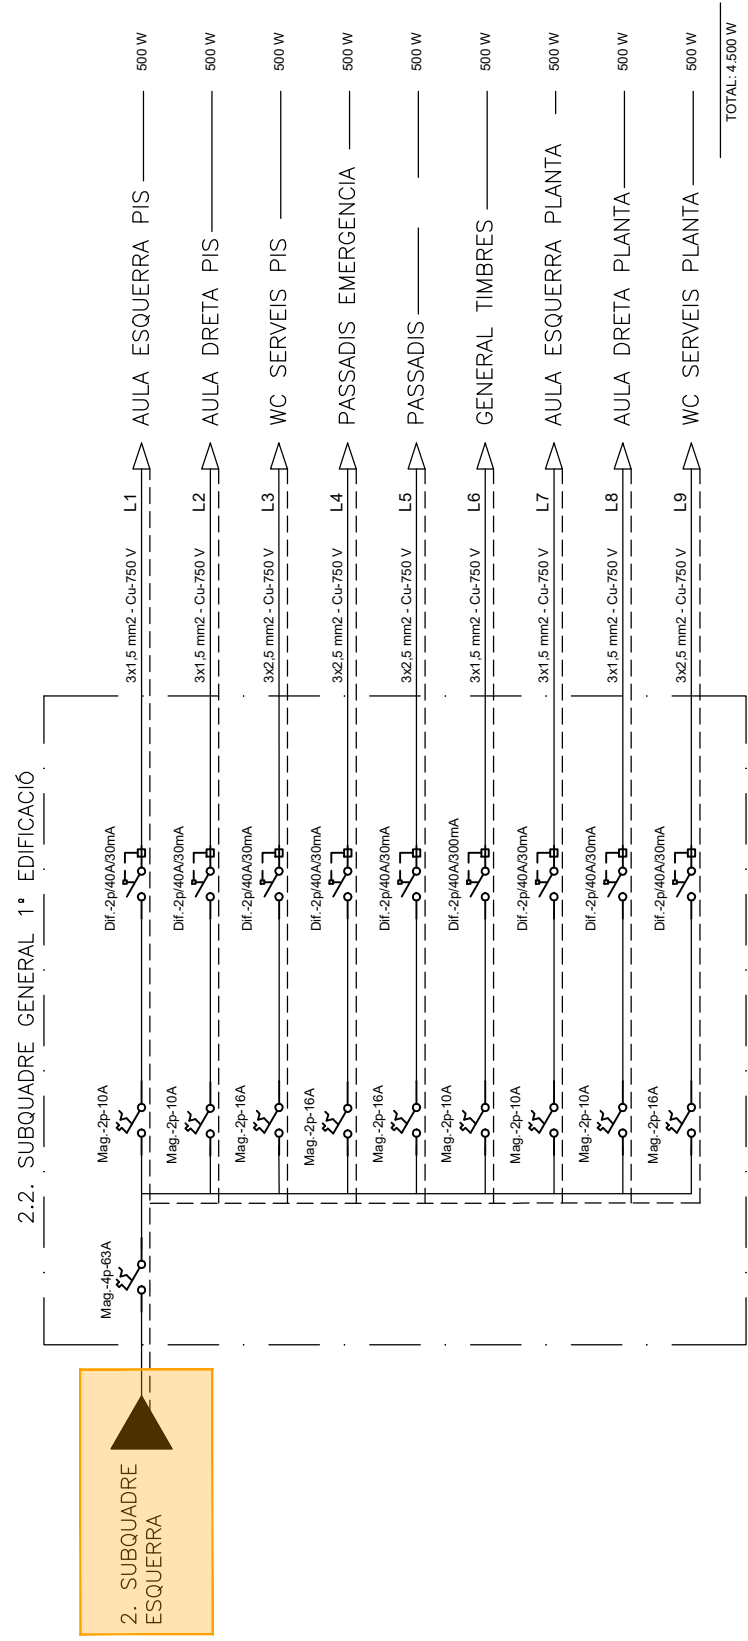 2.2. SUBQUADRE GENERAL 1ª EDIFICACIÓ
2. SUBQUADRE
ESQUERRA
Mag.-4p-63A
Mag.-2p-10A
Dif.-2p/40A/30mA
3x1,5 mm2 - Cu-750 V
L1
AULA ESQUERRA PIS
500 W
Mag.-2p-10A
Dif.-2p/40A/30mA
3x1,5 mm2 - Cu-750 V
L2
AULA DRETA PIS
500 W
Mag.-2p-16A
Dif.-2p/40A/30mA
3x2,5 mm2 - Cu-750 V
L3
WC SERVEIS PIS
500 W
Mag.-2p-16A
Dif.-2p/40A/30mA
3x2,5 mm2 - Cu-750 V
L4
PASSADIS EMERGENCIA
500 W
Mag.-2p-16A
Dif.-2p/40A/30mA
3x2,5 mm2 - Cu-750 V
L5
PASSADIS
500 W
Mag.-2p-10A
Dif.-2p/40A/300mA
3x1,5 mm2 - Cu-750 V
L6
GENERAL TIMBRES
500 W
Mag.-2p-10A
Dif.-2p/40A/30mA
3x1,5 mm2 - Cu-750 V
L7
AULA ESQUERRA PLANTA
500 W
Mag.-2p-10A
Dif.-2p/40A/30mA
3x1,5 mm2 - Cu-750 V
L8
AULA DRETA PLANTA
500 W
Mag.-2p-16A
Dif.-2p/40A/30mA
3x2,5 mm2 - Cu-750 V
L9
WC SERVEIS PLANTA
500 W
TOTAL: 4.500 W